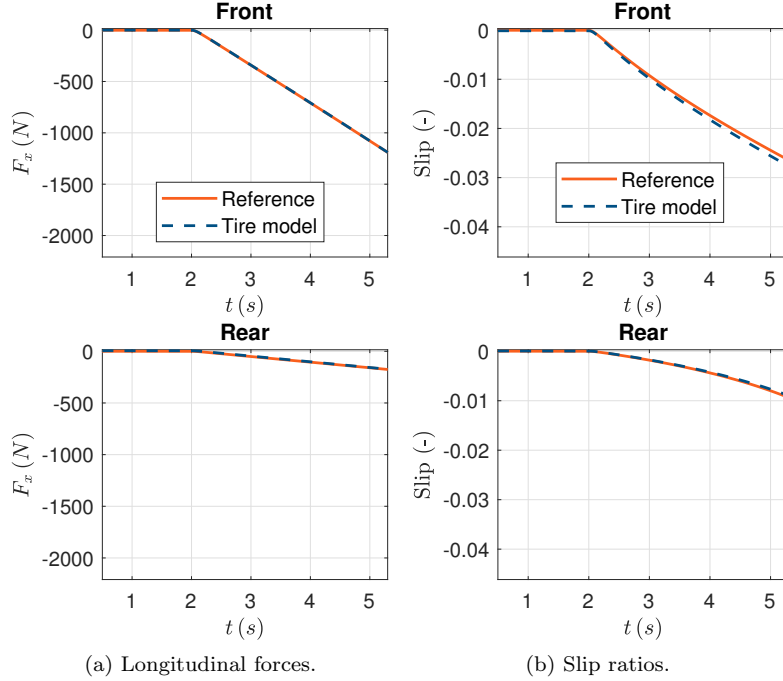 Front
0
-500
-1000
-1500
-2000
F_x (N)
Reference
Tire model
1 2 3 4 5
t (s)
Front
0
-0.01
-0.02
-0.03
-0.04
Slip (-)
Reference
Tire model
1 2 3 4 5
t (s)
Rear
0
-500
-1000
-1500
-2000
F_x (N)
1 2 3 4 5
t (s)
Rear
0
-0.01
-0.02
-0.03
-0.04
Slip (-)
1 2 3 4 5
t (s)
(a) Longitudinal forces.
(b) Slip ratios.